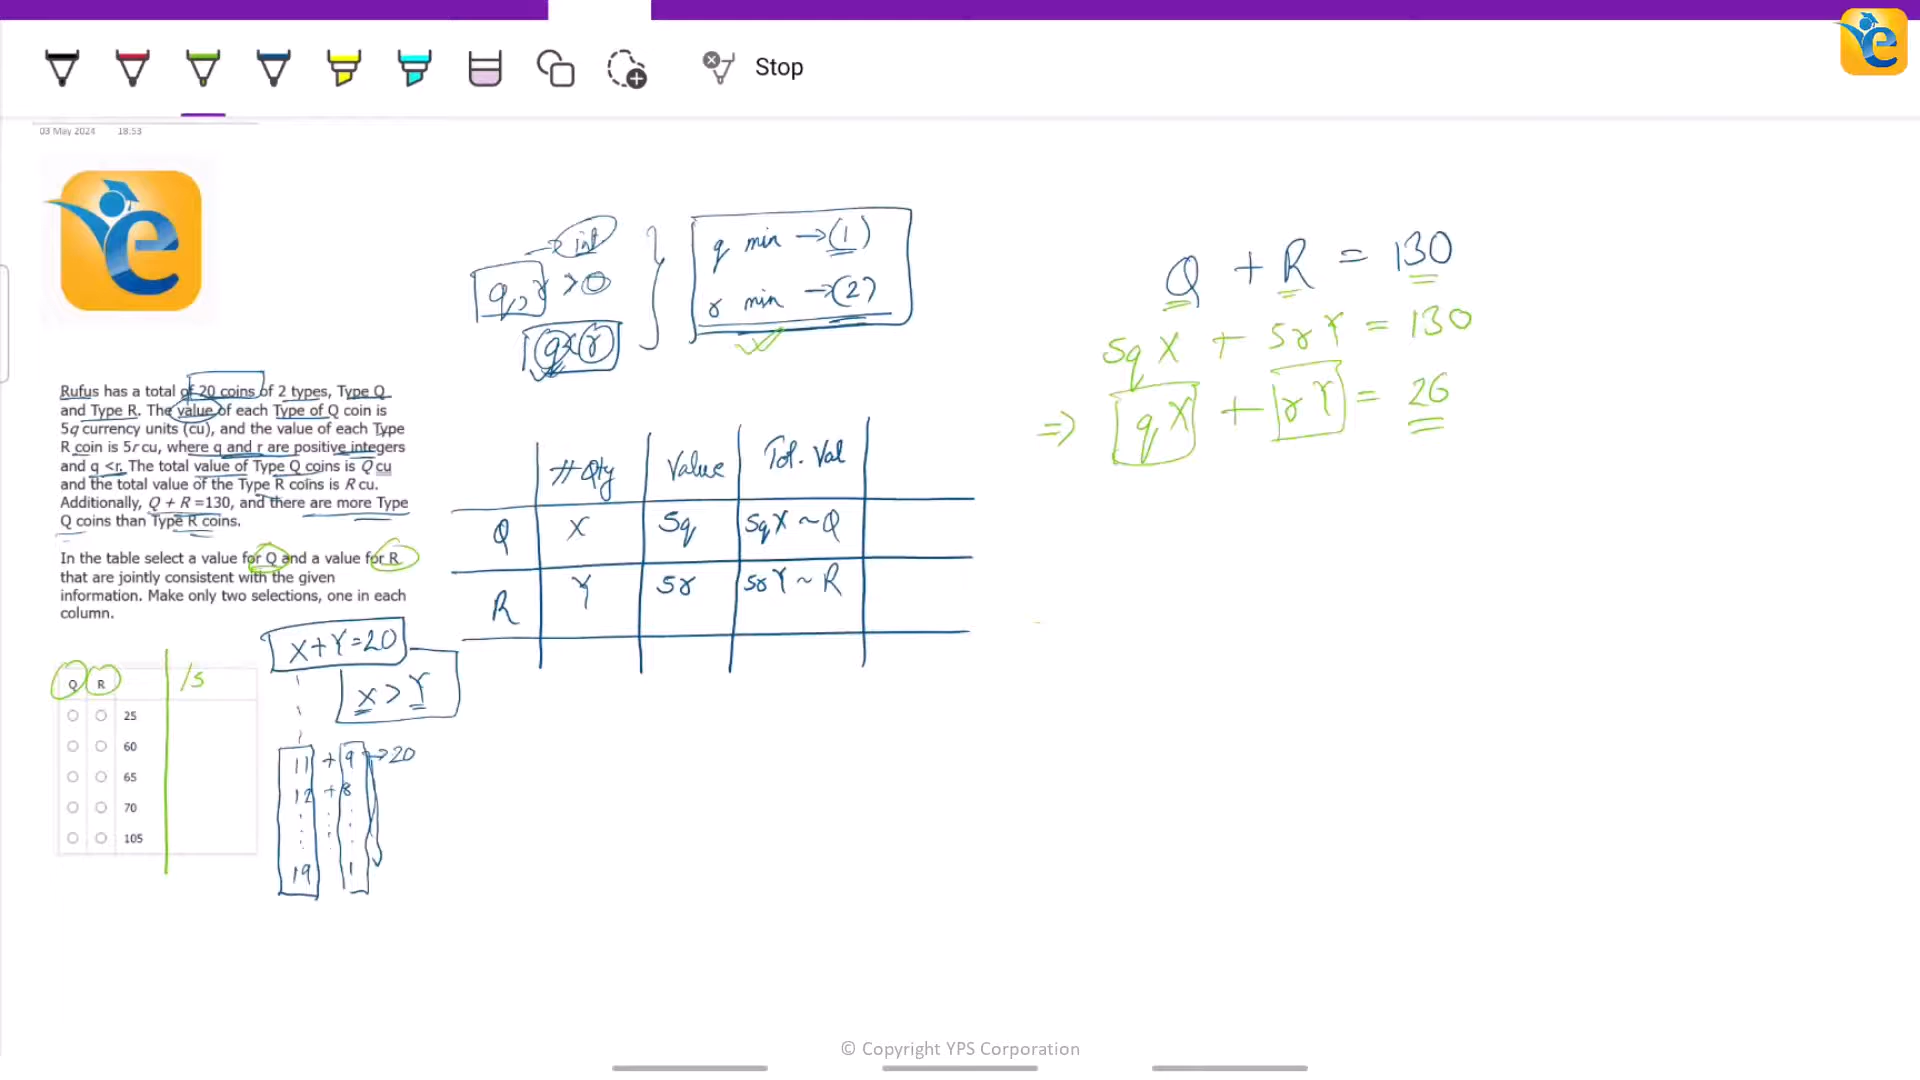 Stop
03 May 2024 18:53
e
Rufus has a total of 20 coins of 2 types, Type Q
and Type R. The value of each Type of Q coin is
5q currency units (cu), and the value of each Type
R coin is 5r cu, where q and r are positive integers
and q <r. The total value of Type Q coins is Q cu
and the total value of the Type R coins is R cu.
Additionally, Q + R =130, and there are more Type
Q coins than Type R coins.
In the table select a value for Q and a value for R
that are jointly consistent with the given
information. Make only two selections, one in each
column.
Q R /5
25
60
65
70
105
X+Y=20
X > Y
11 + 9 → 20
12 + 8
19 1
→ int
q, r > 0
q < r
q min → (1)
r min → (2)
#Qty Value Tot. Val
Q X 5q 5qX ~ Q
R Y 5r 5rY ~ R
Q + R = 130
5qX + 5rY = 130
⇒ qX + rY = 26
© Copyright YPS Corporation